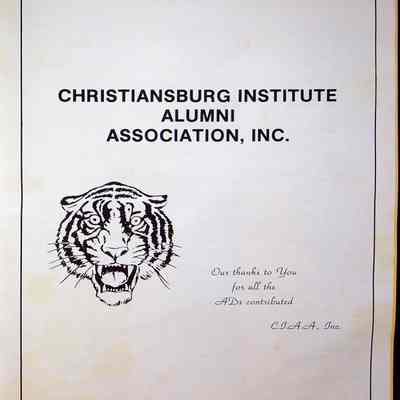 CHRISTIANSBURG INSTITUTE
ALUMNI
ASSOCIATION, INC.
Our thanks to You
for all the
ADs contributed
C.I.A.A., Inc.